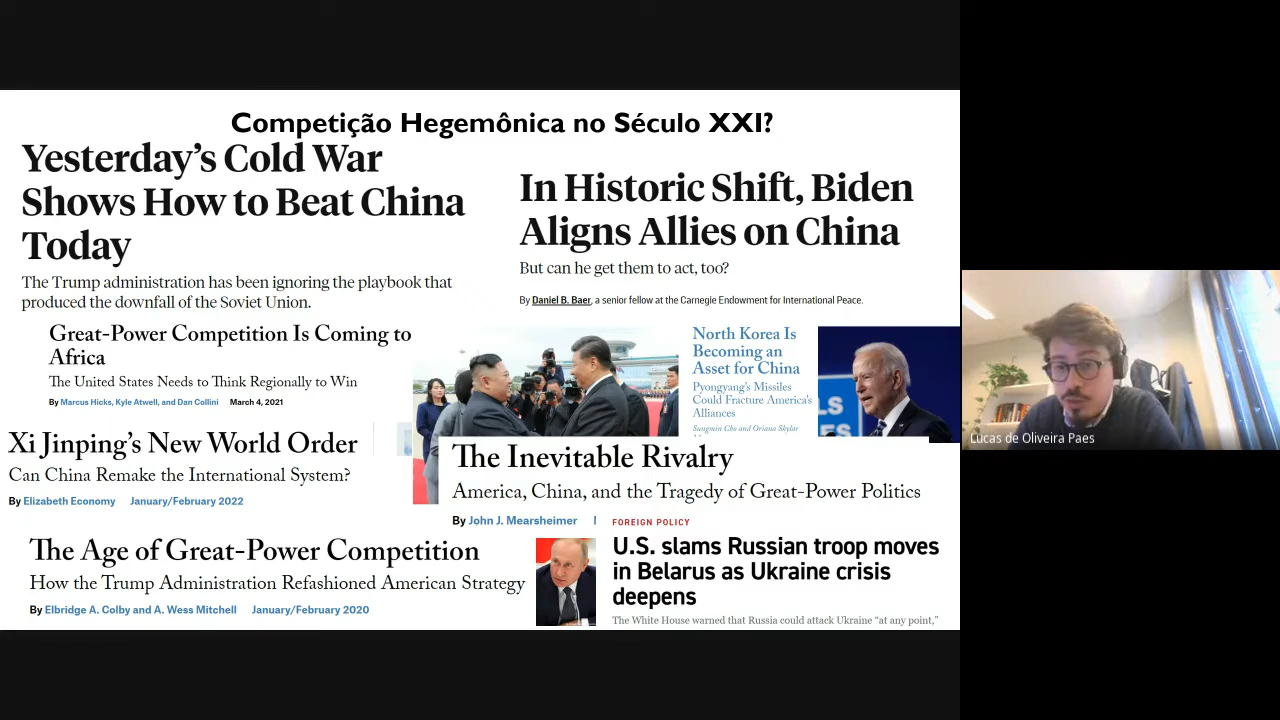 Competição Hegemônica no Século XXI?
Yesterday's Cold War
Shows How to Beat China
Today
The Trump administration has been ignoring the playbook that
produced the downfall of the Soviet Union.
In Historic Shift, Biden
Aligns Allies on China
But can he get them to act, too?
By Daniel B. Baer, a senior fellow at the Carnegie Endowment for International Peace.
Great-Power Competition Is Coming to
Africa
The United States Needs to Think Regionally to Win
By Marcus Hicks, Kyle Atwell, and Dan Collini March 4, 2021
North Korea Is
Becoming an
Asset for China
Pyongyang's Missiles
Could Fracture America's
Alliances
Sungmin Cho and Oriana Skylar
Xi Jinping's New World Order
Can China Remake the International System?
By Elizabeth Economy January/February 2022
The Inevitable Rivalry
America, China, and the Tragedy of Great-Power Politics
By John J. Mearsheimer
The Age of Great-Power Competition
How the Trump Administration Refashioned American Strategy
By Elbridge A. Colby and A. Wess Mitchell January/February 2020
FOREIGN POLICY
U.S. slams Russian troop moves
in Belarus as Ukraine crisis
deepens
The White House warned that Russia could attack Ukraine “at any point,”
Lucas de Oliveira Paes